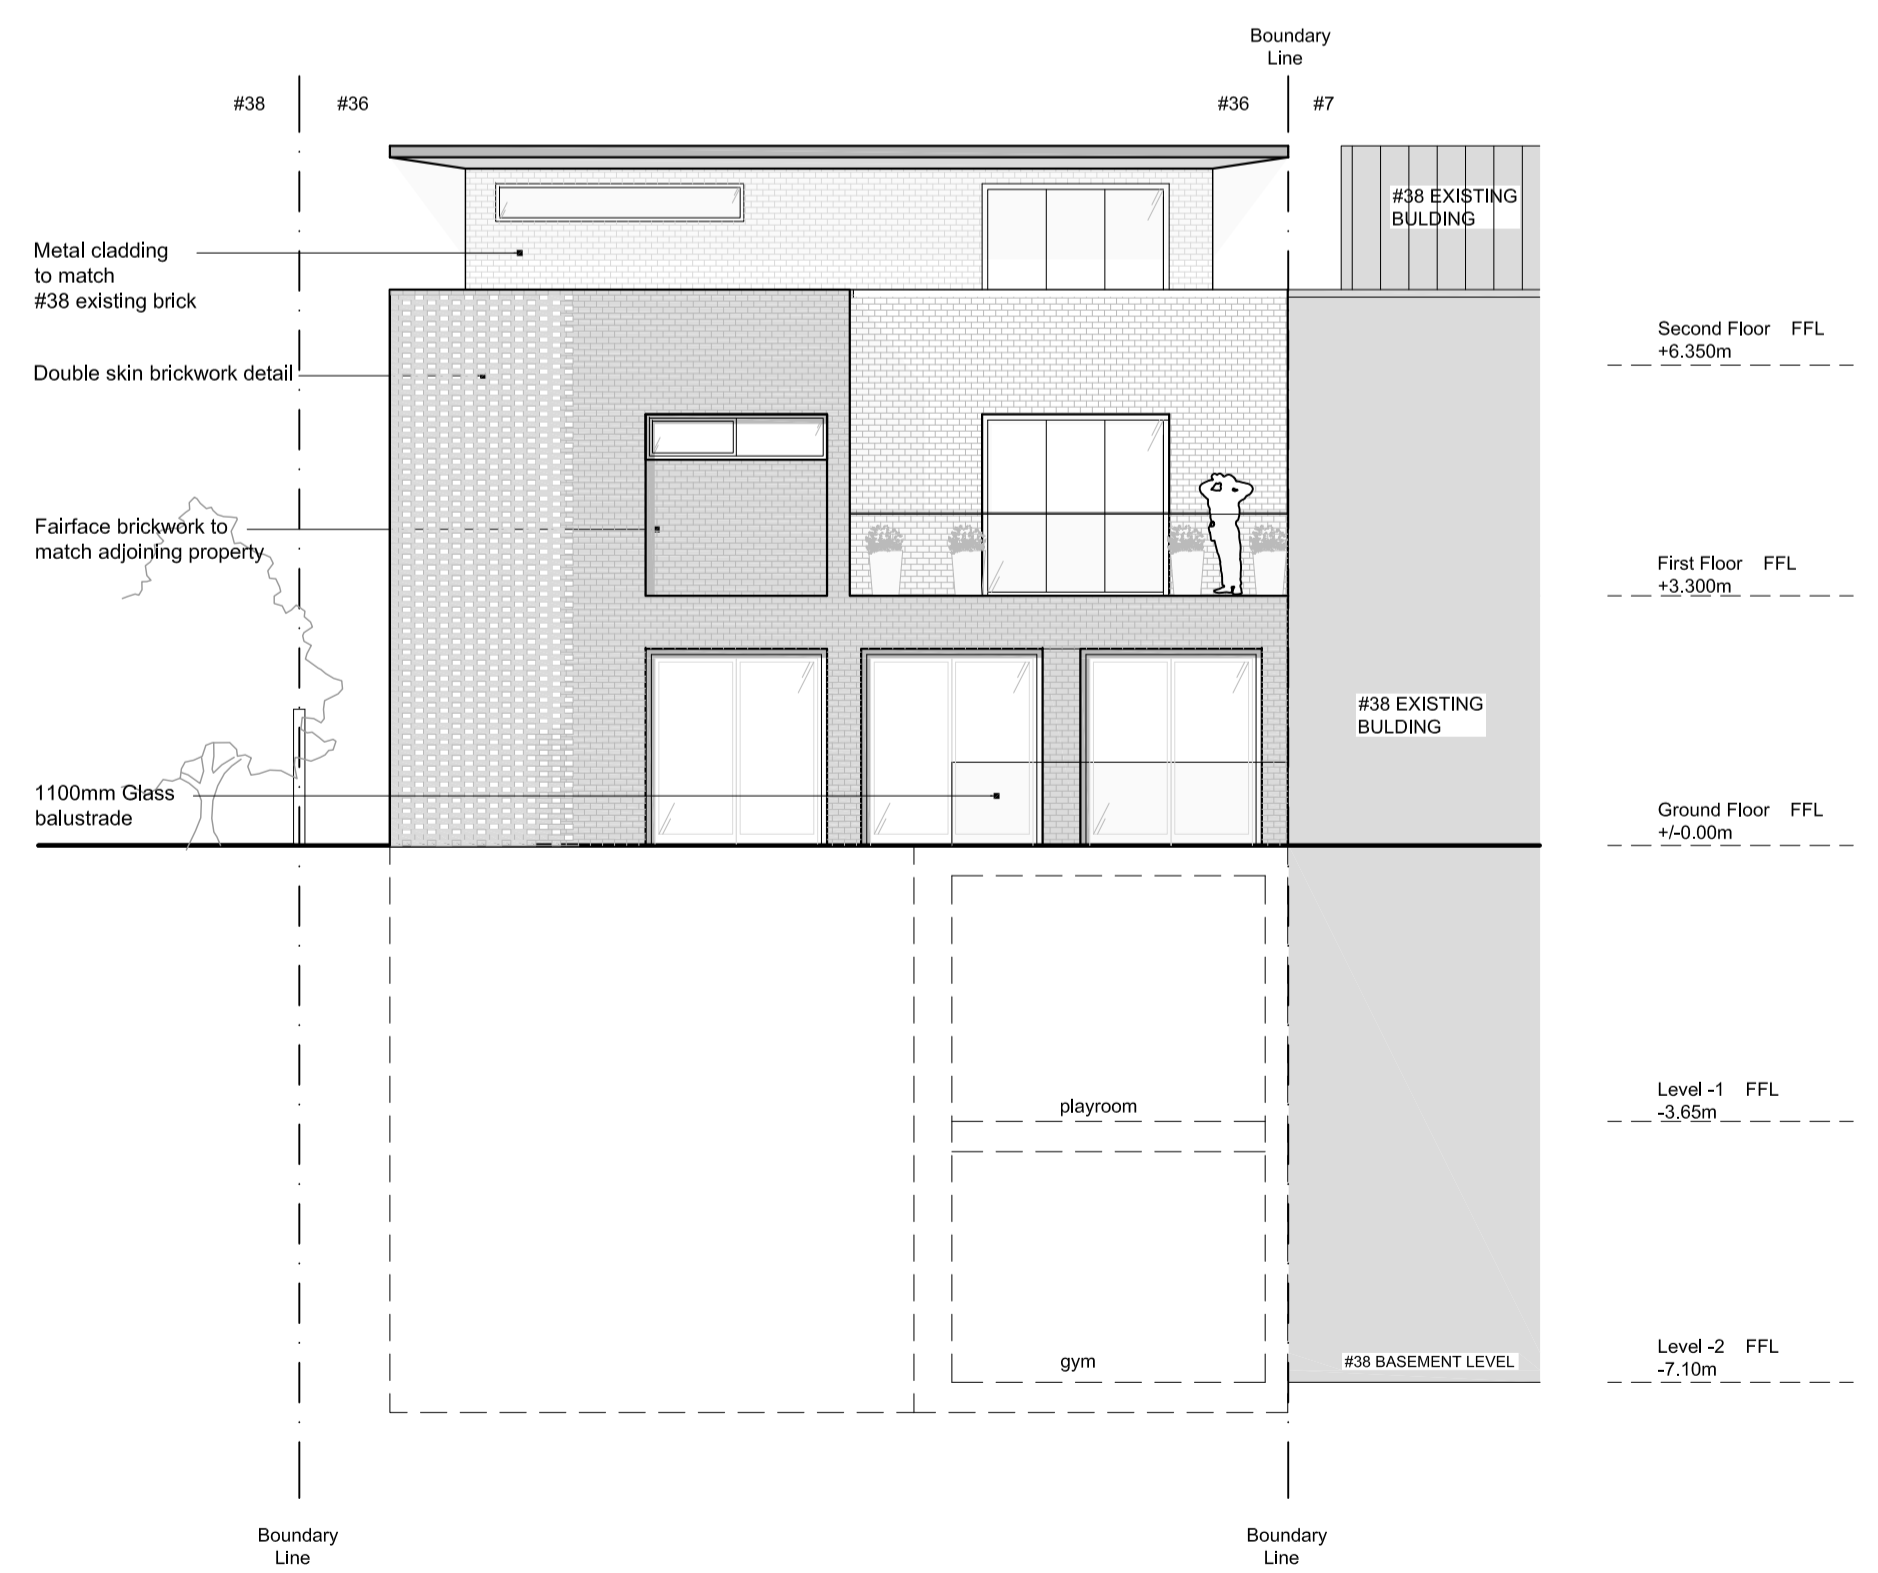 Boundary
Line
#38
#36
#36
#7
#38 EXISTING
BULDING
Metal cladding
to match
#38 existing brick
Second Floor FFL
+6.350m
Double skin brickwork detail
Fairface brickwork to
match adjoining property
First Floor FFL
+3.300m
#38 EXISTING
BULDING
1100mm Glass
balustrade
Ground Floor FFL
+/-0.00m
playroom
Level -1 FFL
-3.65m
gym
#38 BASEMENT LEVEL
Level -2 FFL
-7.10m
Boundary
Line
Boundary
Line